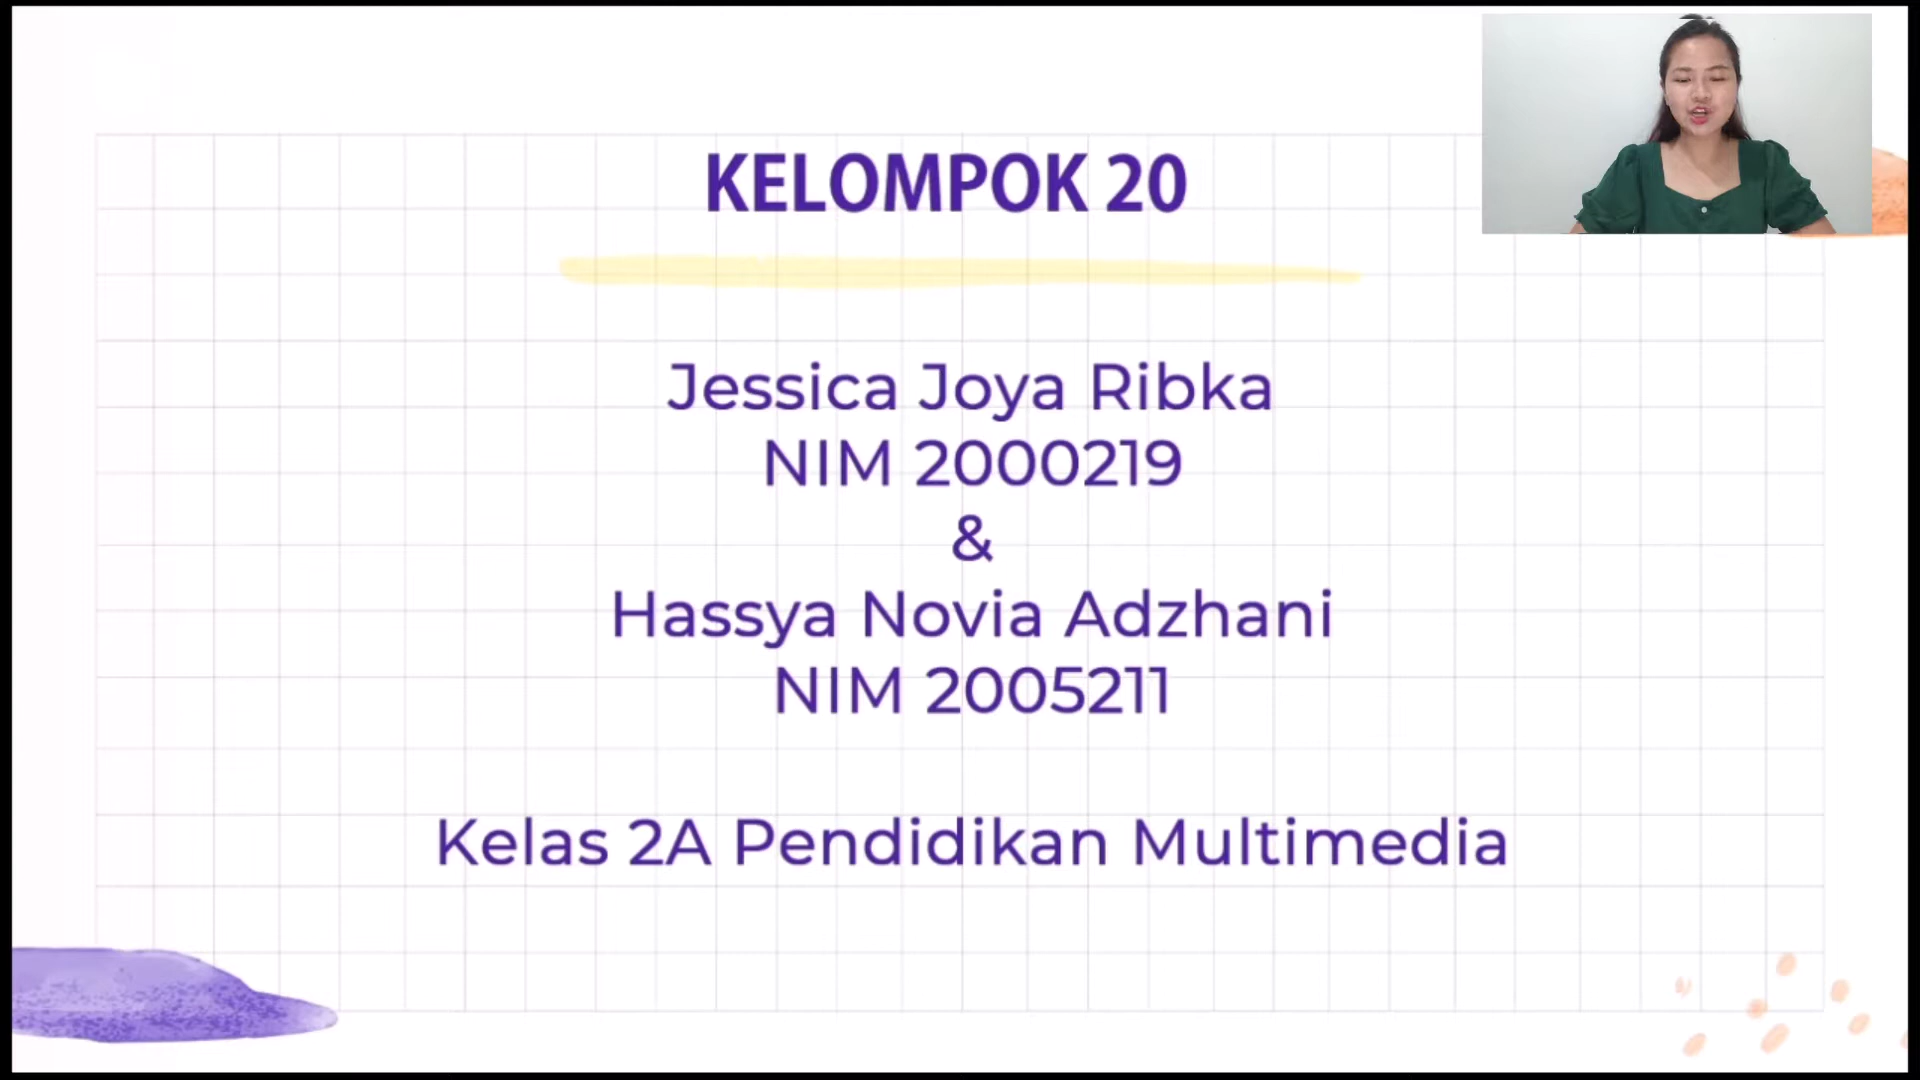 KELOMPOK 20
Jessica Joya Ribka
NIM 2000219
&
Hassya Novia Adzhani
NIM 2005211
Kelas 2A Pendidikan Multimedia